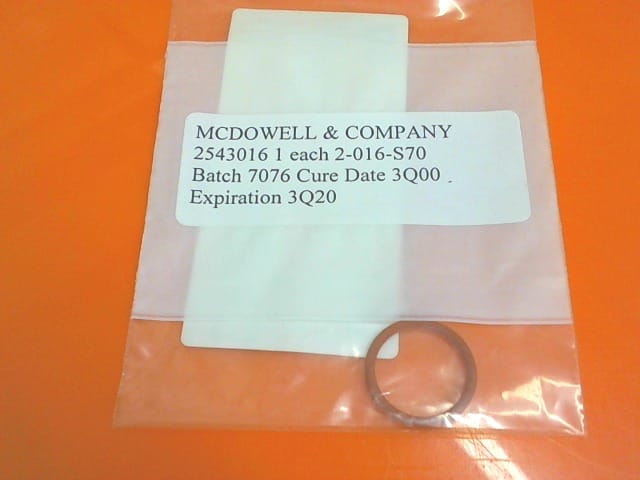 MCDOWELL & COMPANY
2543016 1 each 2-016-S70
Batch 7076 Cure Date 3Q00
Expiration 3Q20